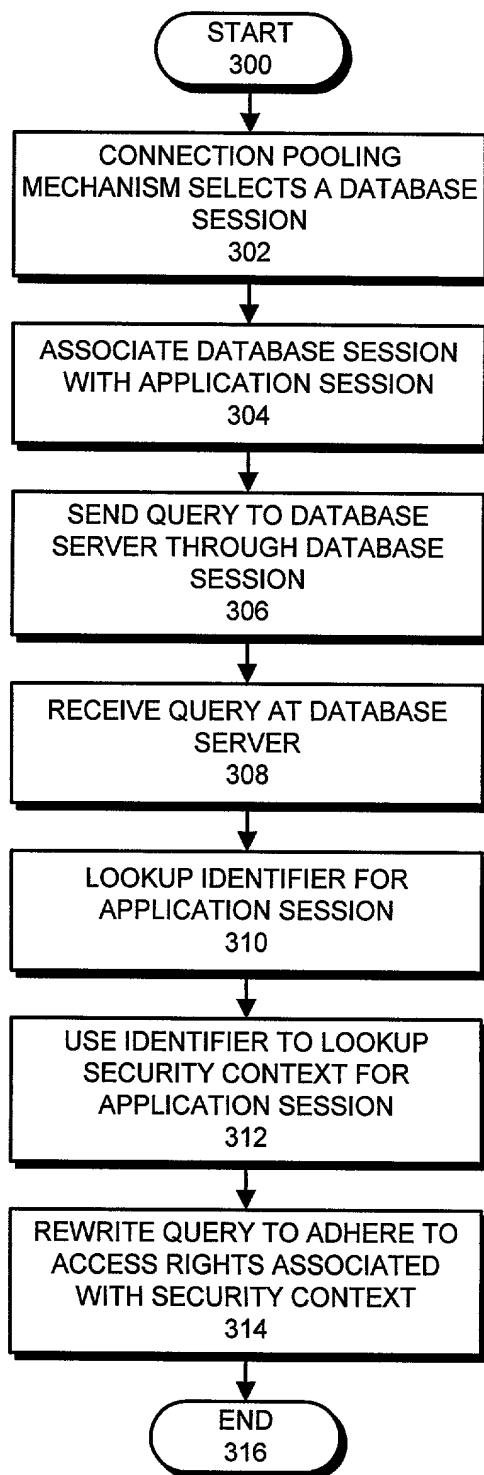 START
300
CONNECTION POOLING
MECHANISM SELECTS A DATABASE
SESSION
302
ASSOCIATE DATABASE SESSION
WITH APPLICATION SESSION
304
SEND QUERY TO DATABASE
SERVER THROUGH DATABASE
SESSION
306
RECEIVE QUERY AT DATABASE
SERVER
308
LOOKUP IDENTIFIER FOR
APPLICATION SESSION
310
USE IDENTIFIER TO LOOKUP
SECURITY CONTEXT FOR
APPLICATION SESSION
312
REWRITE QUERY TO ADHERE TO
ACCESS RIGHTS ASSOCIATED
WITH SECURITY CONTEXT
314
END
316